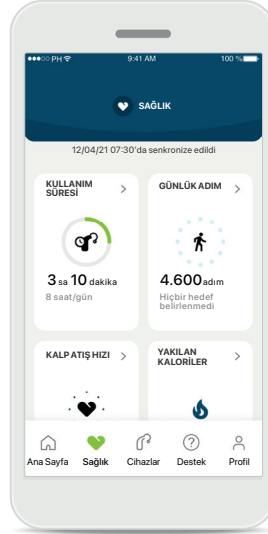 PH 9:41 AM 100 %
SAĞLIK
12/04/21 07:30'da senkronize edildi
KULLANIM
SÜRESİ
3 sa 10 dakika
8 saat/gün
GÜNLÜK ADIM
4.600 adım
Hiçbir hedef
belirlenmedi
KALP ATIŞ HIZI
YAKILAN
KALORİLER
Ana Sayfa Sağlık Cihazlar Destek Profil